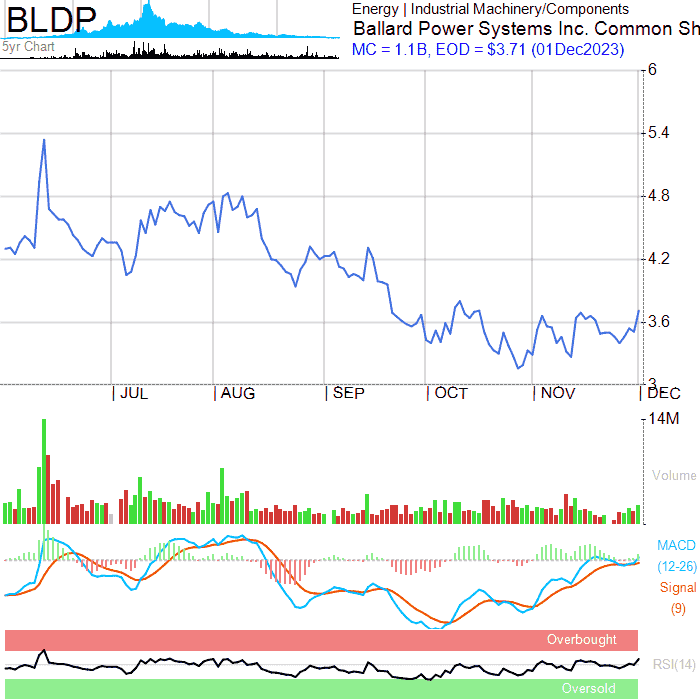 BLDP
5yr Chart
Energy | Industrial Machinery/Components
Ballard Power Systems Inc. Common Sh
MC = 1.1B, EOD = $3.71 (01Dec2023)
6
5.4
4.8
4.2
3.6
3
| JUL | AUG | SEP | OCT | NOV | DEC
14M
Volume
MACD
(12-26)
Signal
(9)
Overbought
RSI(14)
Oversold